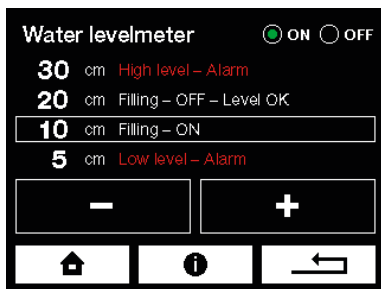 Water levelmeter ON OFF
30 cm High level – Alarm
20 cm Filling – OFF – Level OK
10 cm Filling – ON
5 cm Low level – Alarm
– +
i